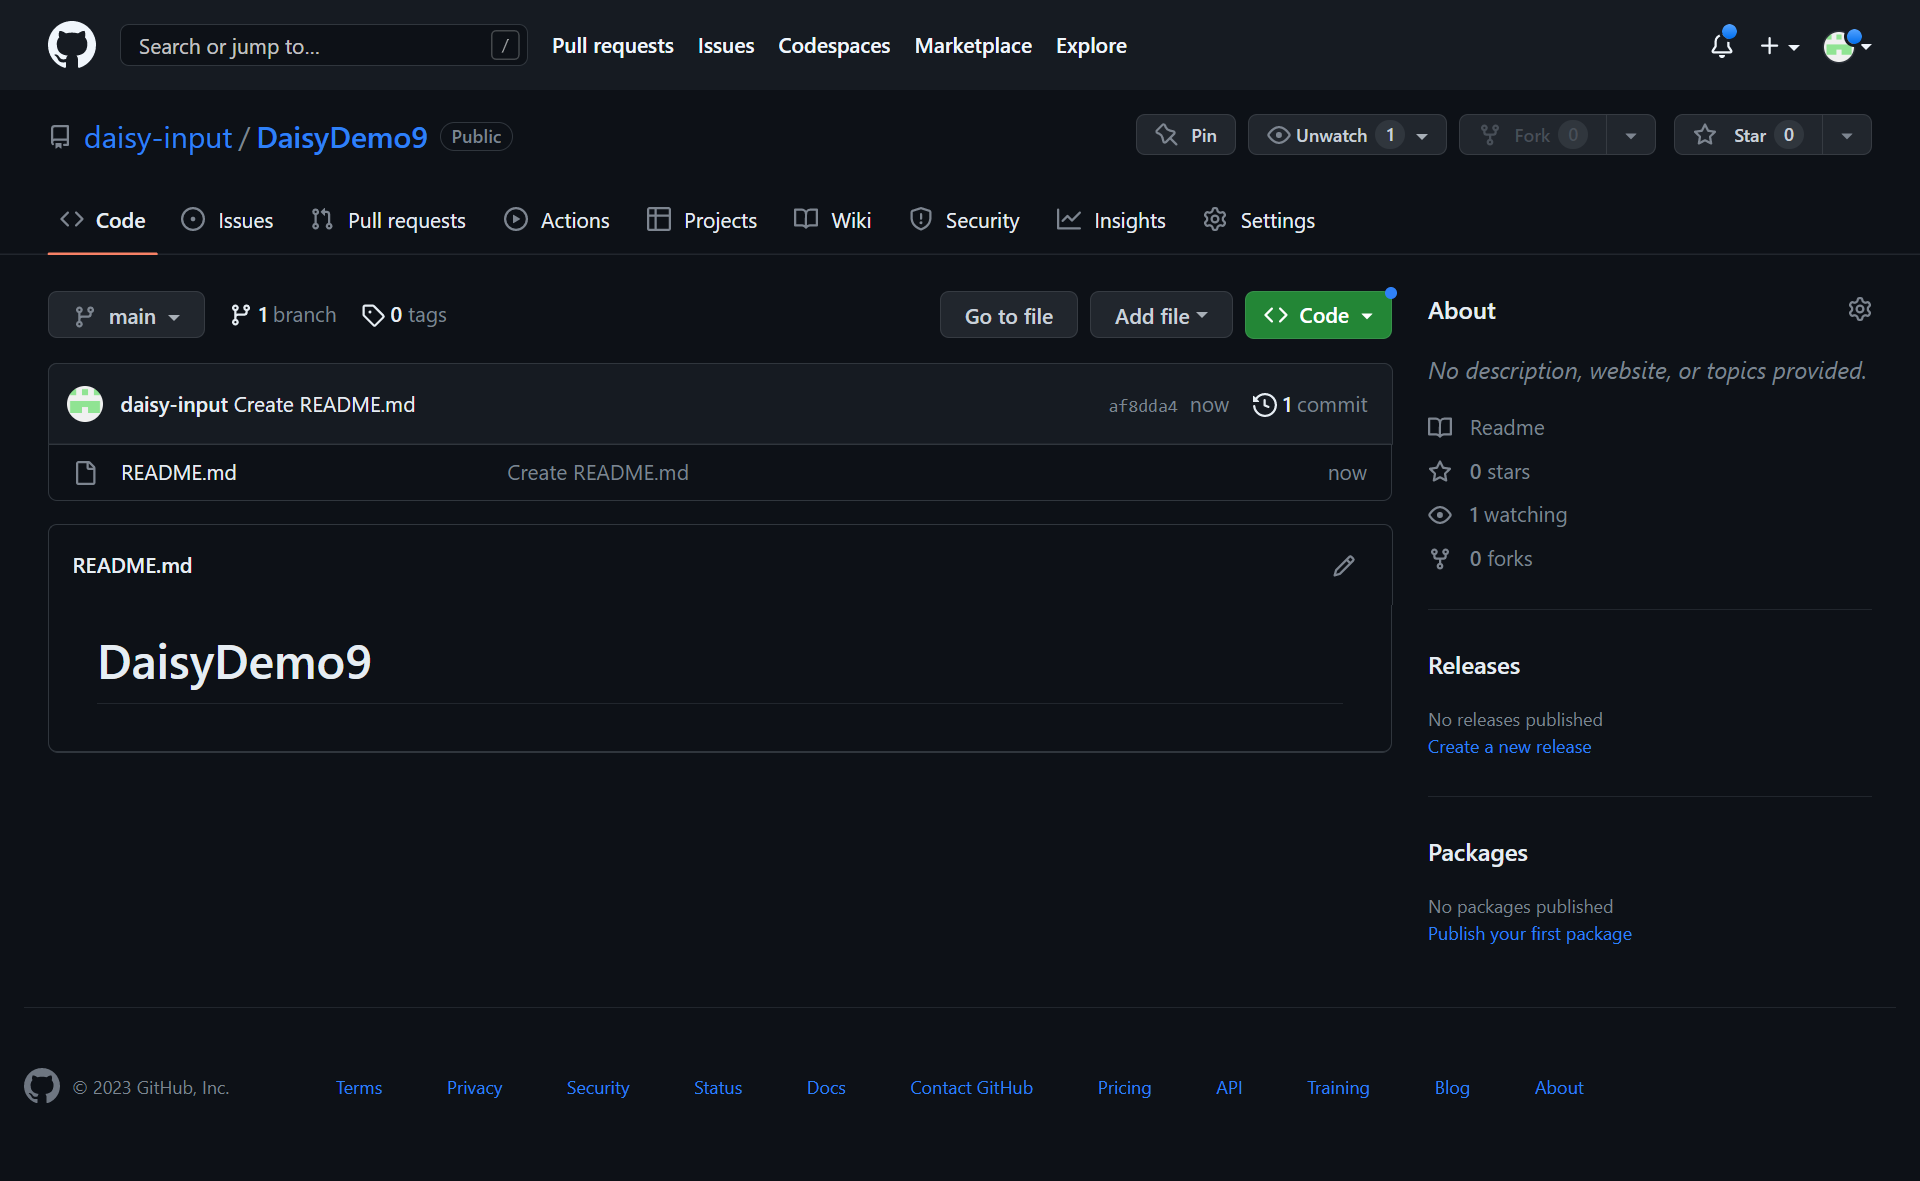 Search or jump to... /
Pull requests Issues Codespaces Marketplace Explore
daisy-input / DaisyDemo9 Public
Pin Unwatch 1 Fork 0 Star 0
Code Issues Pull requests Actions Projects Wiki Security Insights Settings
main 1 branch 0 tags Go to file Add file Code
daisy-input Create README.md af8dda4 now 1 commit
README.md Create README.md now
README.md
DaisyDemo9
About
No description, website, or topics provided.
Readme
0 stars
1 watching
0 forks
Releases
No releases published
Create a new release
Packages
No packages published
Publish your first package
© 2023 GitHub, Inc. Terms Privacy Security Status Docs Contact GitHub Pricing API Training Blog About